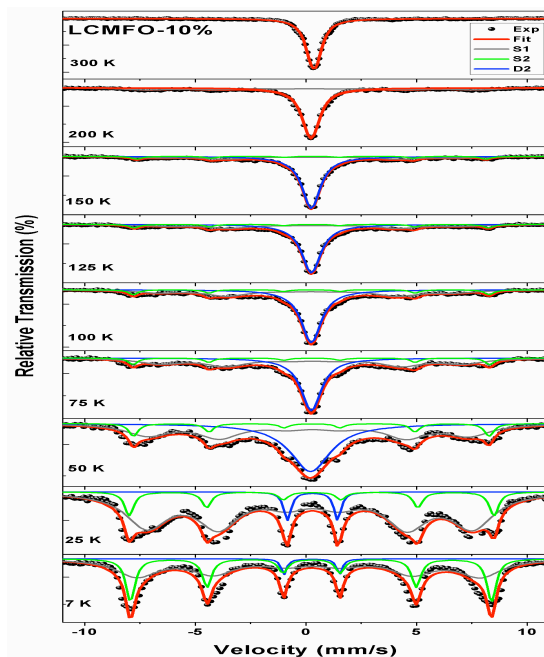 LCMFO-10%
Exp
Fit
S1
S2
D2
300 K
200 K
150 K
125 K
100 K
75 K
50 K
25 K
7 K
Relative Transmission (%)
-10 -5 0 5 10
Velocity (mm/s)